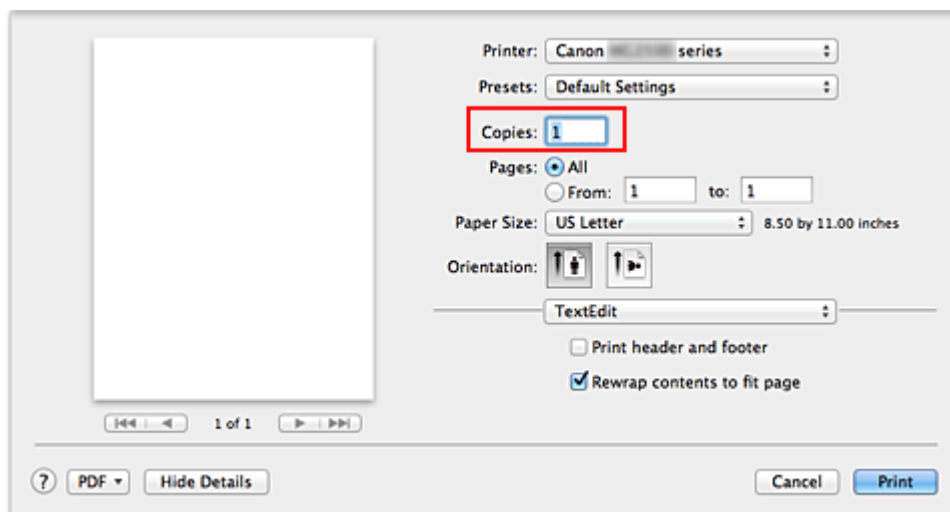 Printer: Canon series
Presets: Default Settings
Copies: 1
Pages: All
From: 1 to: 1
Paper Size: US Letter 8.50 by 11.00 inches
Orientation:
TextEdit
Print header and footer
Rewrap contents to fit page
1 of 1
? PDF Hide Details Cancel Print